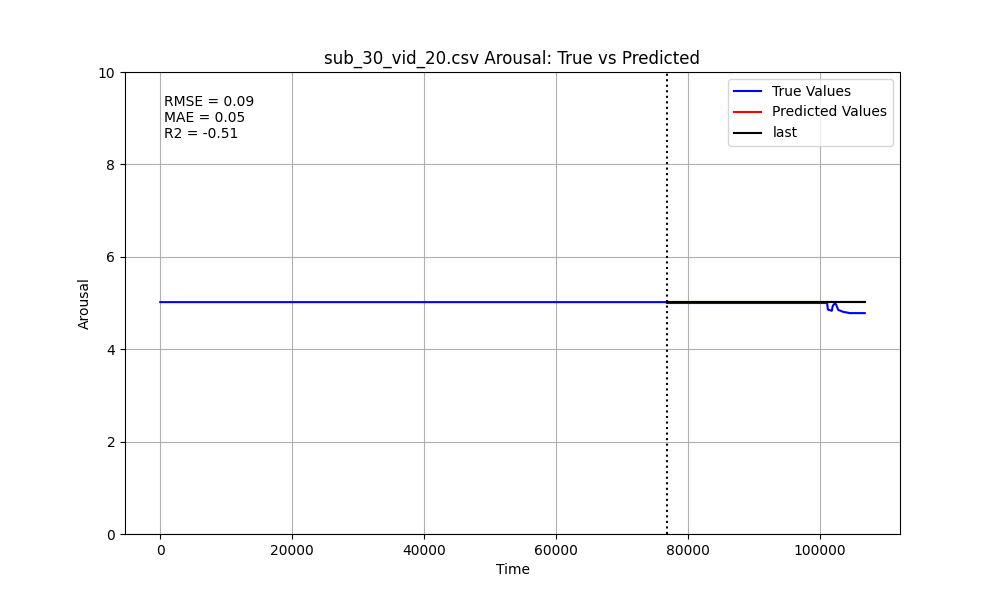 sub_30_vid_20.csv Arousal: True vs Predicted
RMSE = 0.09
MAE = 0.05
R2 = -0.51
True Values
Predicted Values
last
10
8
6
4
2
0
Arousal
0 20000 40000 60000 80000 100000
Time